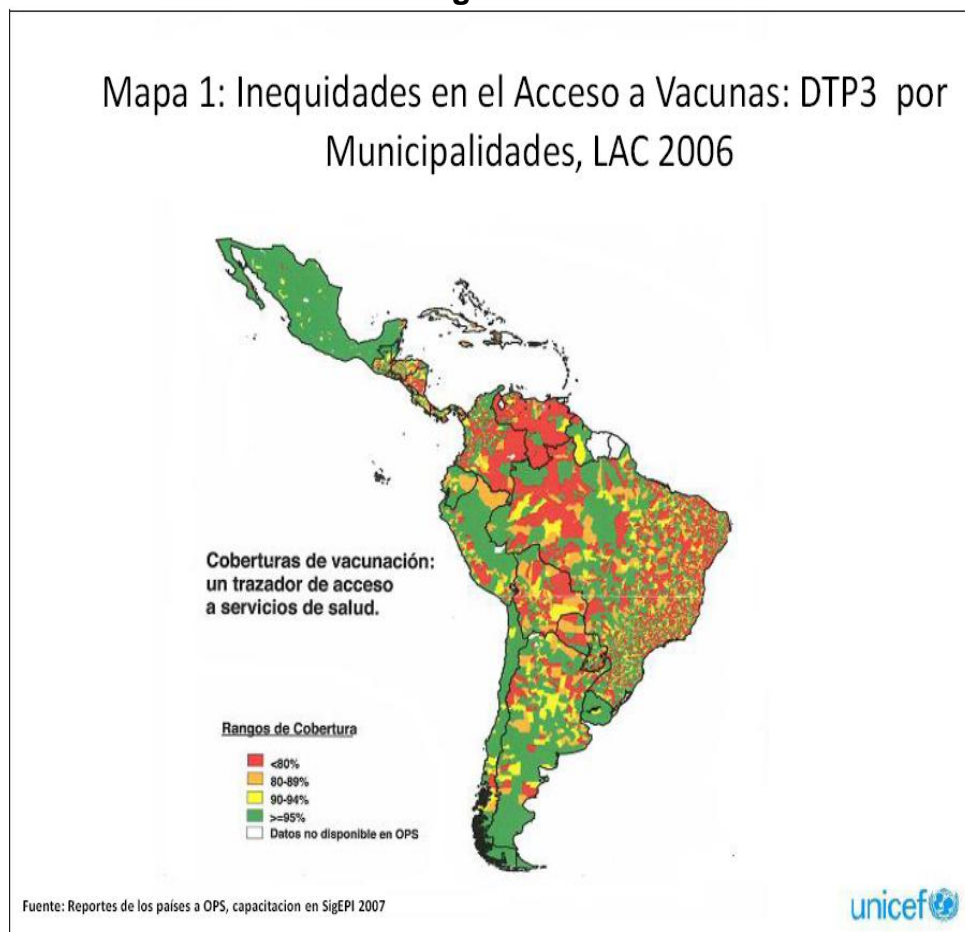 Mapa 1: Inequidades en el Acceso a Vacunas: DTP3 por
Municipalidades, LAC 2006
Coberturas de vacunación:
un trazador de acceso
a servicios de salud.
Rangos de Cobertura
<80%
80-89%
90-94%
>=95%
Datos no disponible en OPS
Fuente: Reportes de los países a OPS, capacitacion en SigEPI 2007
unicef